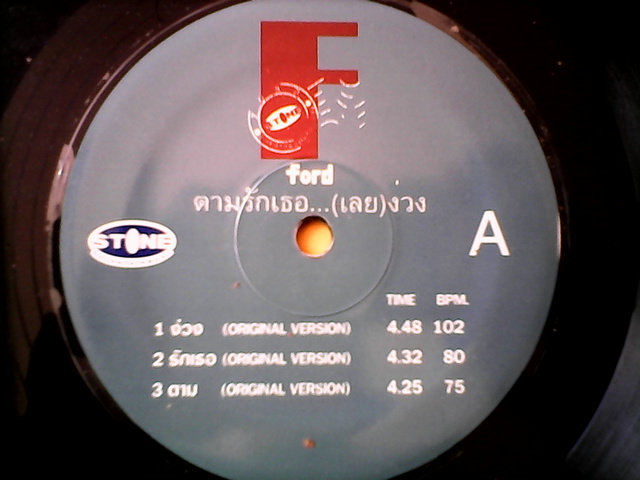 F
STONE
ford
ตามรักเธอ...(เลย)ง่วง
STONE
A
TIME BPM.
1 ง่วง (ORIGINAL VERSION) 4.48 102
2 รักเธอ (ORIGINAL VERSION) 4.32 80
3 ตาม (ORIGINAL VERSION) 4.25 75